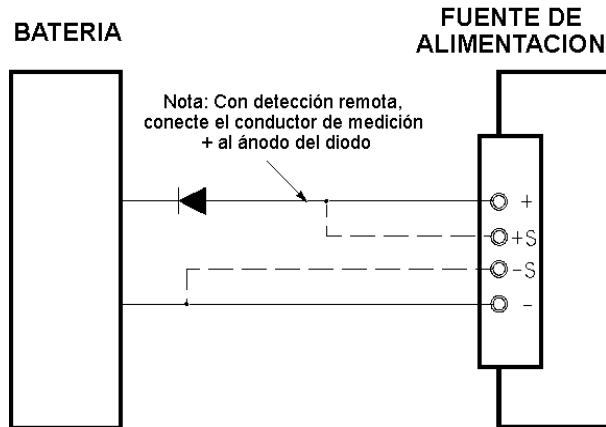 BATERIA
FUENTE DE
ALIMENTACION
Nota: Con detección remota,
conecte el conductor de medición
+ al ánodo del diodo
+
+S
-S
-